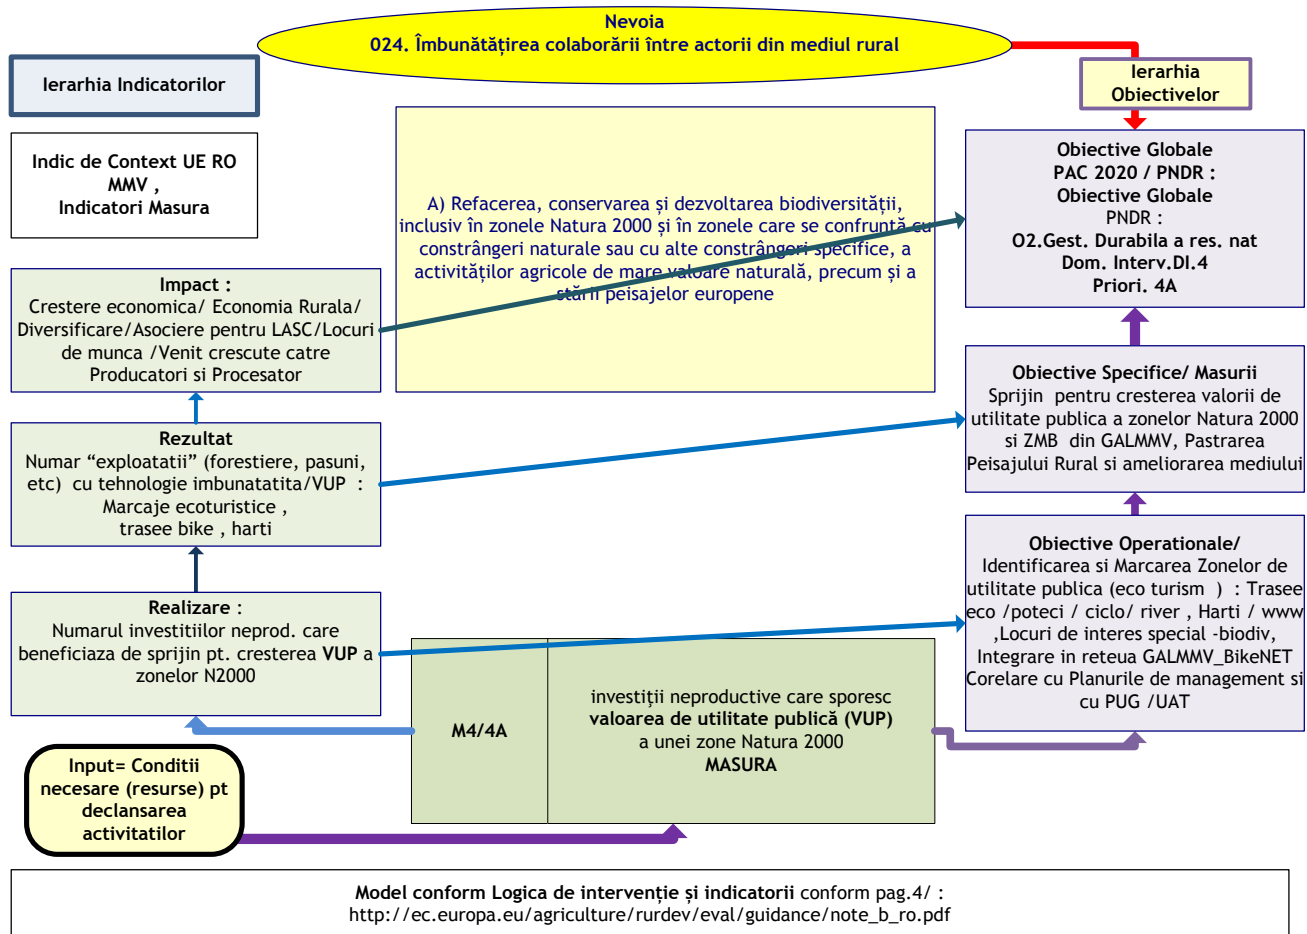 Nevoia
024. Îmbunătățirea colaborării între actorii din mediul rural
Ierarhia Indicatorilor
Ierarhia
Obiectivelor
Indic de Context UE RO
MMV ,
Indicatori Masura
A) Refacerea, conservarea și dezvoltarea biodiversității,
inclusiv în zonele Natura 2000 și în zonele care se confruntă cu
constrângeri naturale sau cu alte constrângeri specifice, a
activităților agricole de mare valoare naturală, precum și a
stării peisajelor europene
Obiective Globale
PAC 2020 / PNDR :
Obiective Globale
PNDR :
O2.Gest. Durabila a res. nat
Dom. Interv.DI.4
Priori. 4A
Impact :
Crestere economica/ Economia Rurala/
Diversificare/Asociere pentru LASC/Locuri
de munca /Venit crescute catre
Producatori si Procesator
Obiective Specifice/ Masurii
Sprijin pentru cresterea valorii de
utilitate publica a zonelor Natura 2000
si ZMB din GALMMV, Pastrarea
Peisajului Rural si ameliorarea mediului
Rezultat
Numar “exploatatii” (forestiere, pasuni,
etc) cu tehnologie imbunatatita/VUP :
Marcaje ecoturistice ,
trasee bike , harti
Obiective Operationale/
Identificarea si Marcarea Zonelor de
utilitate publica (eco turism ) : Trasee
eco /poteci / ciclo/ river , Harti / www
,Locuri de interes special -biodiv,
Integrare in reteua GALMMV_BikeNET
Corelare cu Planurile de management si
cu PUG /UAT
Realizare :
Numarul investitiilor neprod. care
beneficiaza de sprijin pt. cresterea VUP a
zonelor N2000
M4/4A
investiții neproductive care sporesc
valoarea de utilitate publică (VUP)
a unei zone Natura 2000
MASURA
Input= Conditii
necesare (resurse) pt
declansarea
activitatilor
Model conform Logica de intervenție și indicatorii conform pag.4/ :
http://ec.europa.eu/agriculture/rurdev/eval/guidance/note_b_ro.pdf